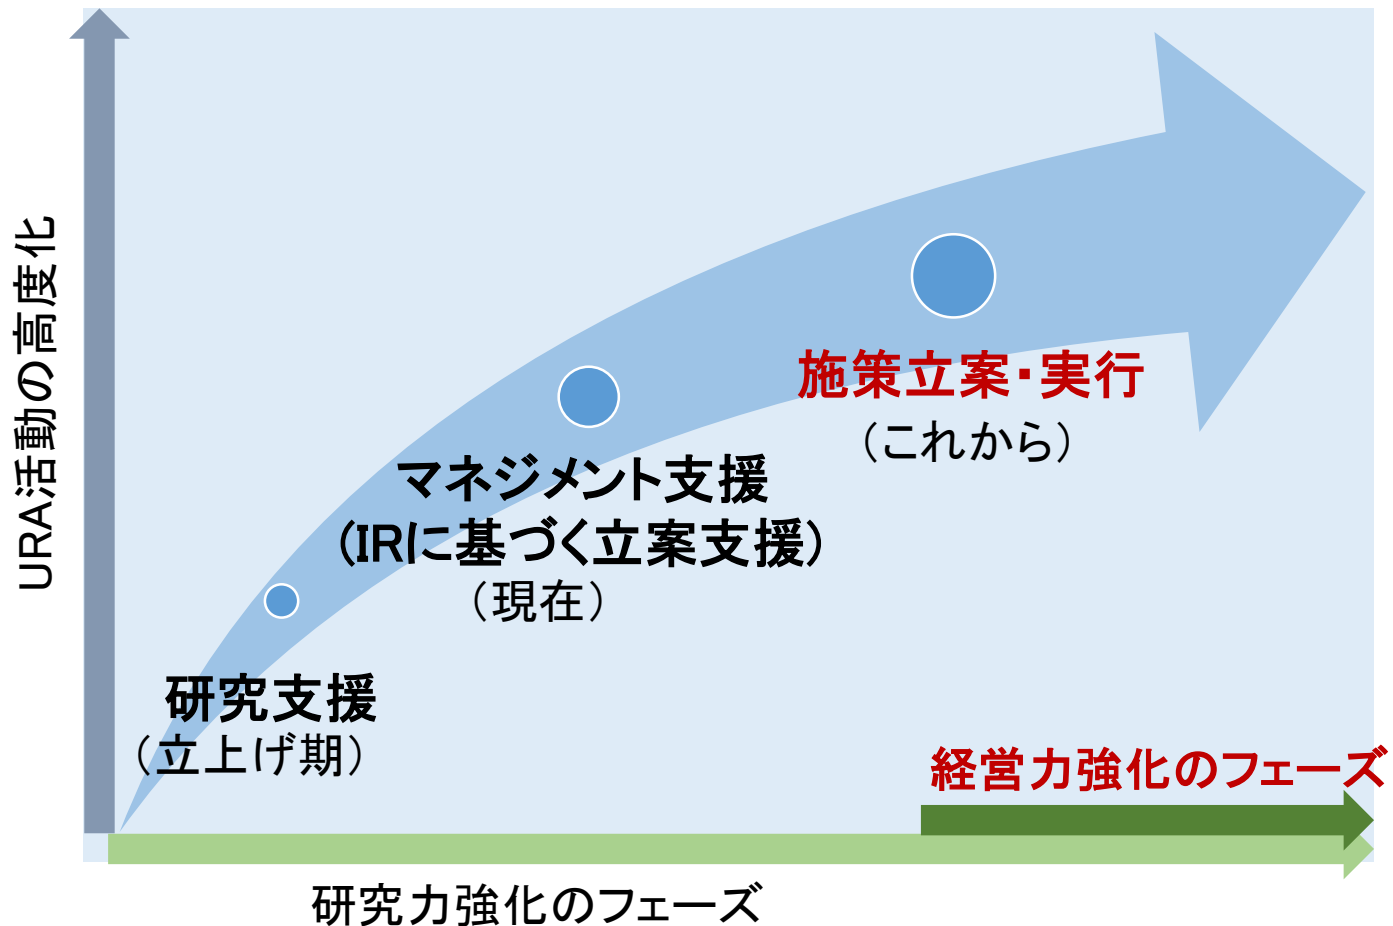 URA活動の高度化
施策立案・実行
（これから）
マネジメント支援
（IRに基づく立案支援）
（現在）
研究支援
（立上げ期）
経営力強化のフェーズ
研究力強化のフェーズ